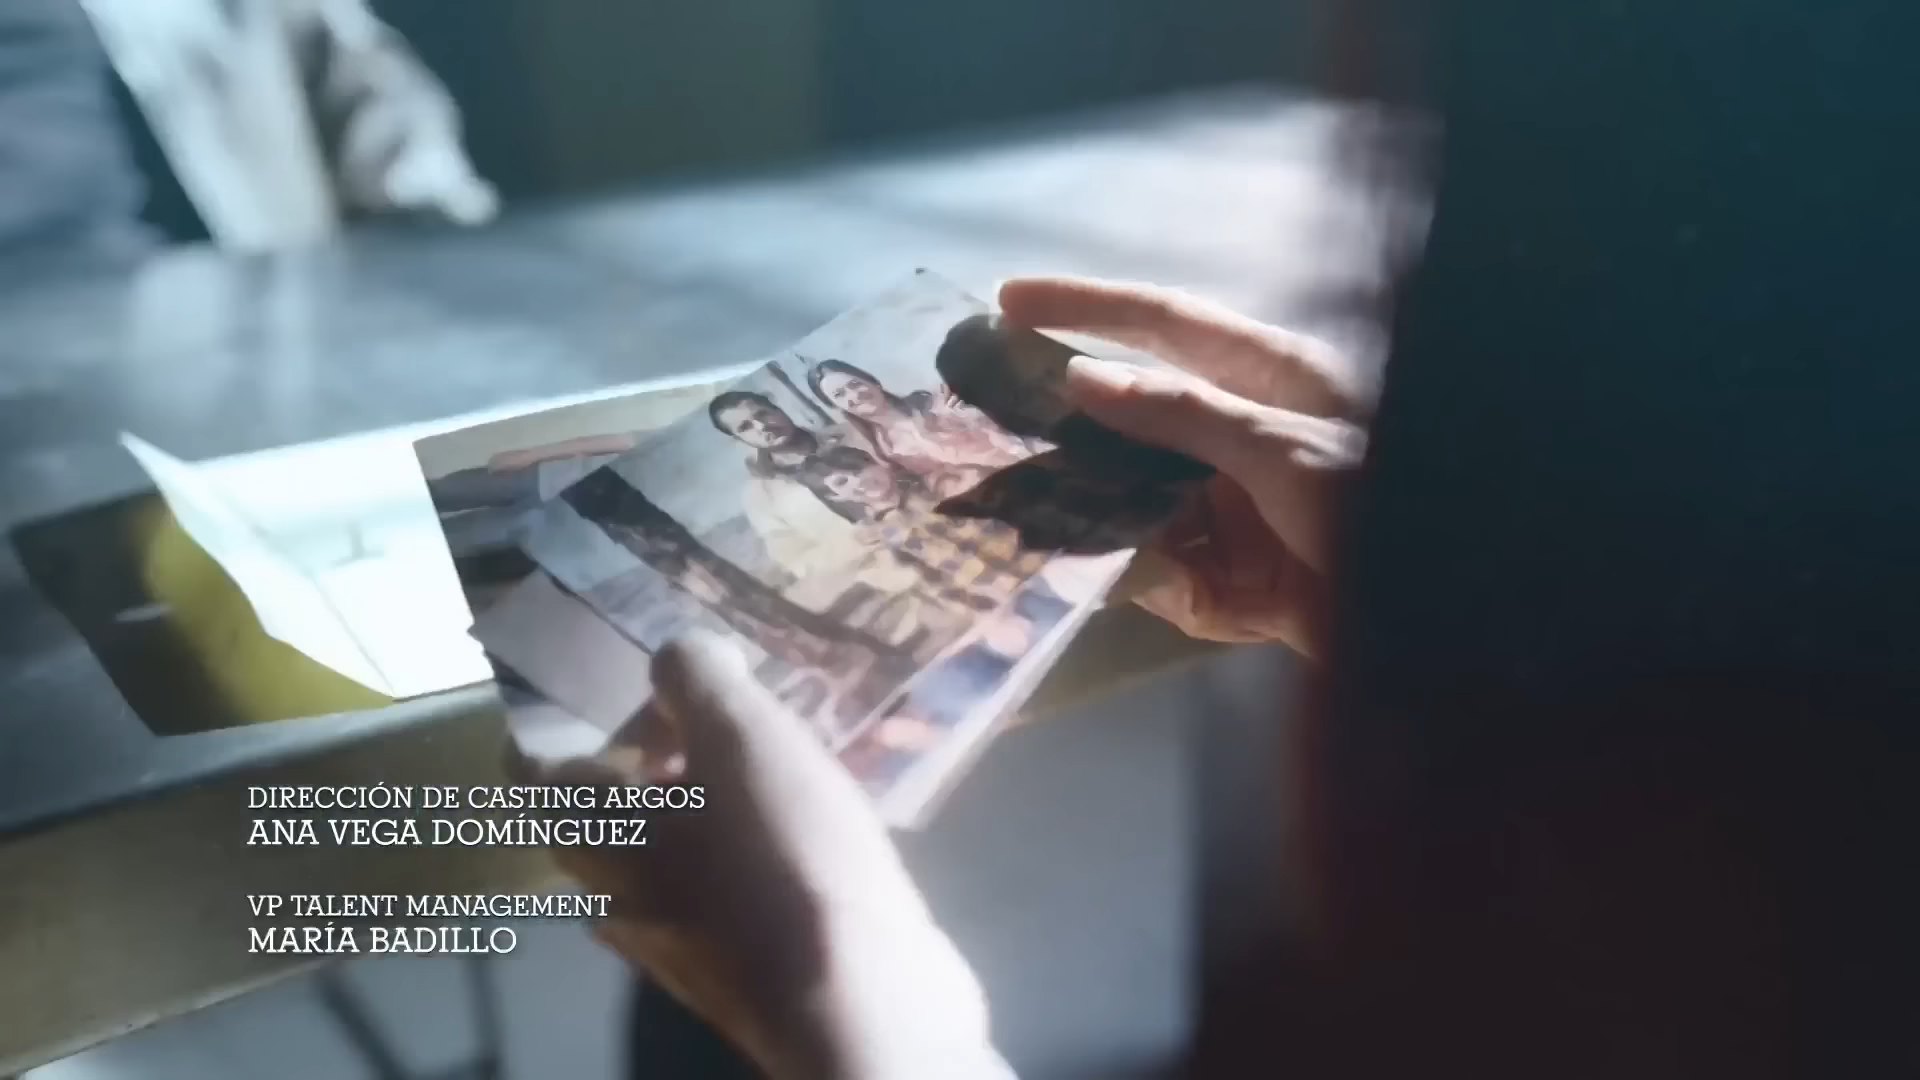 DIRECCIÓN DE CASTING ARGOS
ANA VEGA DOMÍNGUEZ
VP TALENT MANAGEMENT
MARÍA BADILLO